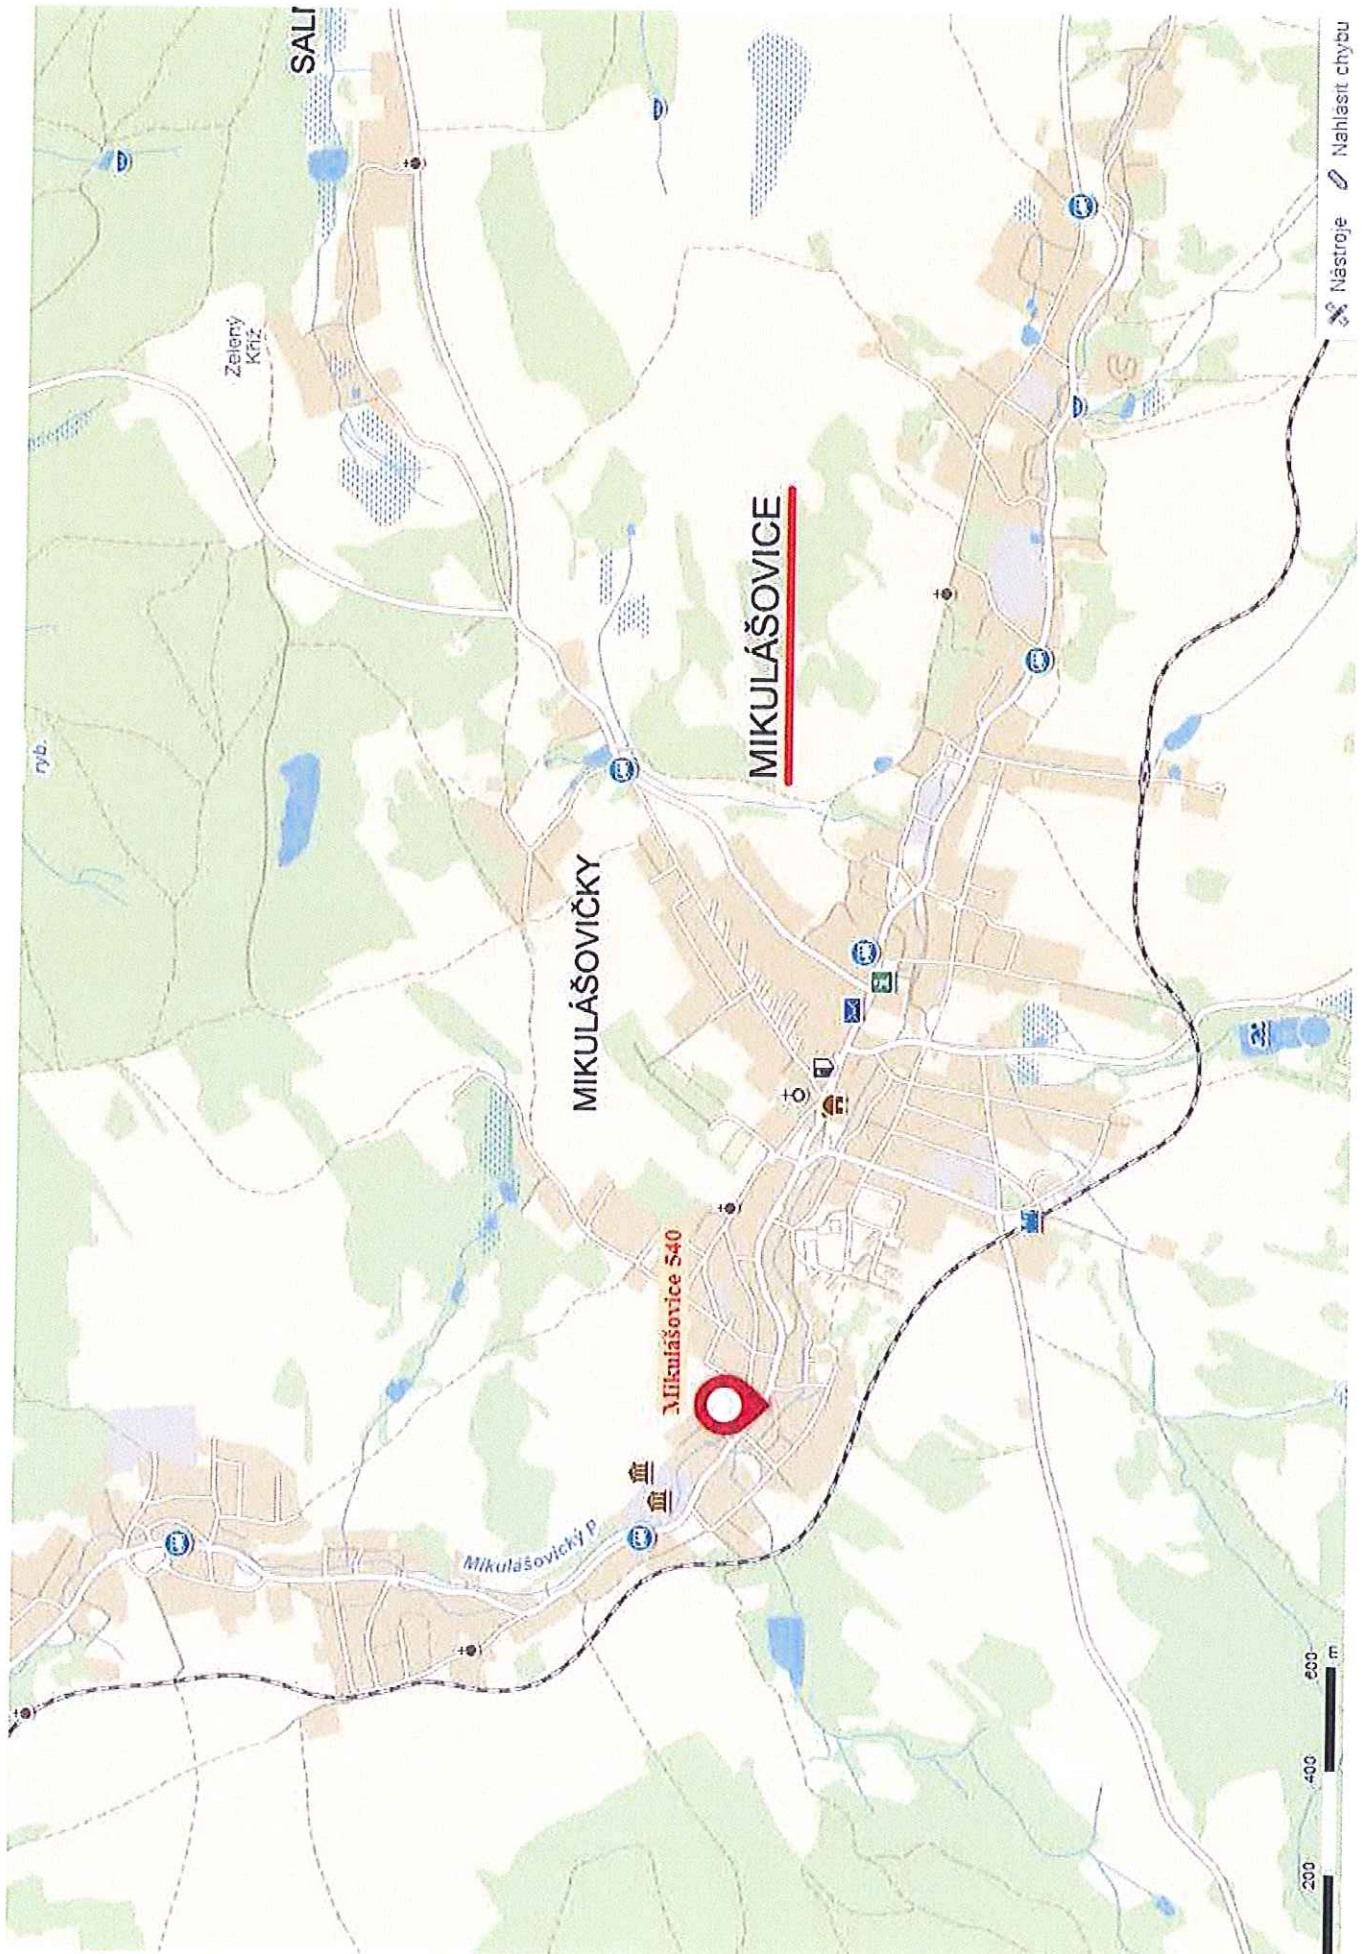 ryb.
Zelený
Kříž
SALI
Mikulášovický p.
MIKULÁŠOVIČKY
Mikulášovice 540
MIKULÁŠOVICE
200 400 600 m
Nástroje Nahlásit chybu